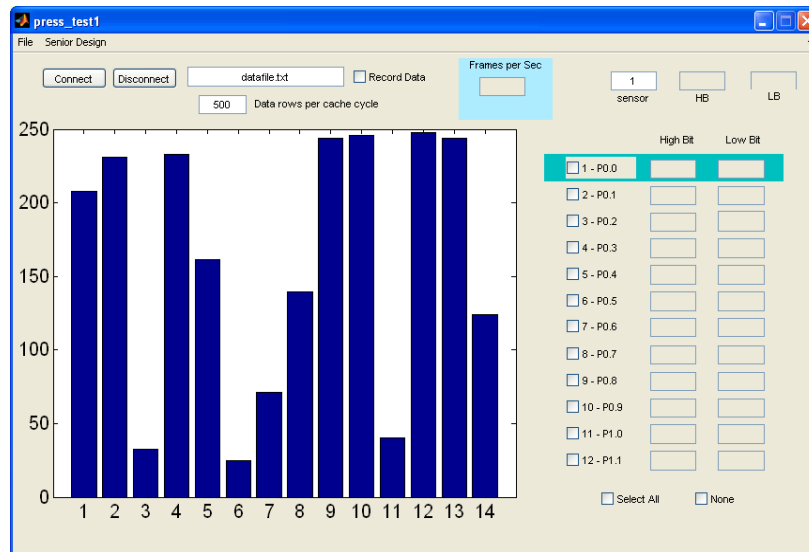 press_test1
File Senior Design
Connect Disconnect datafile.txt Record Data
Frames per Sec
500 Data rows per cache cycle
1
sensor HB LB
High Bit Low Bit
250
200
150
100
50
0
1 2 3 4 5 6 7 8 9 10 11 12 13 14
1 - P0.0
2 - P0.1
3 - P0.2
4 - P0.3
5 - P0.4
6 - P0.5
7 - P0.6
8 - P0.7
9 - P0.8
10 - P0.9
11 - P1.0
12 - P1.1
Select All None